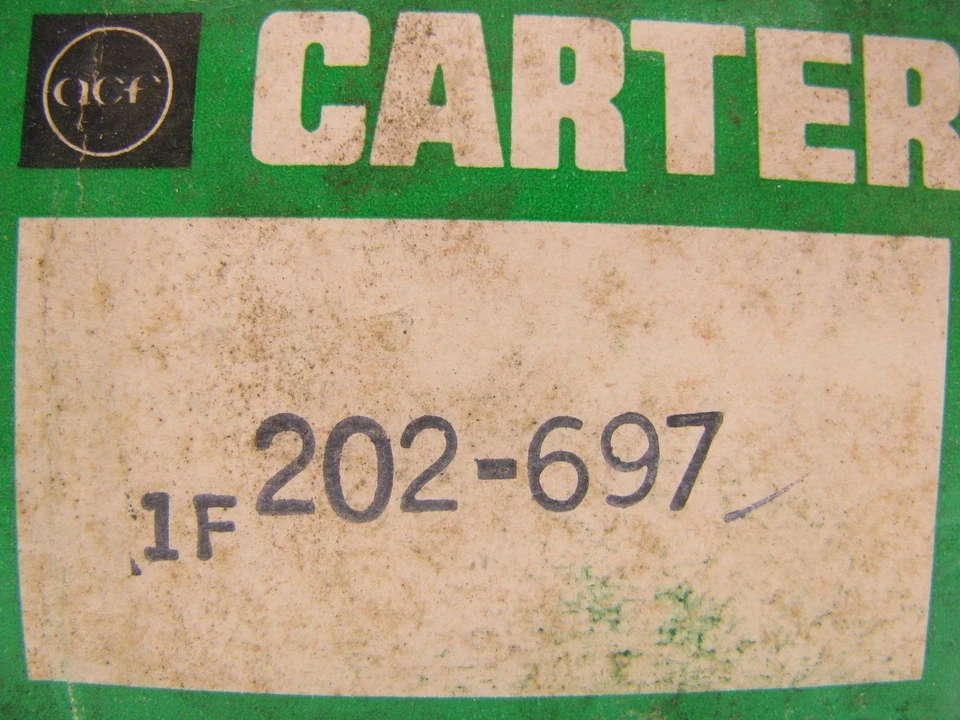 acf
CARTER
1F 202-697